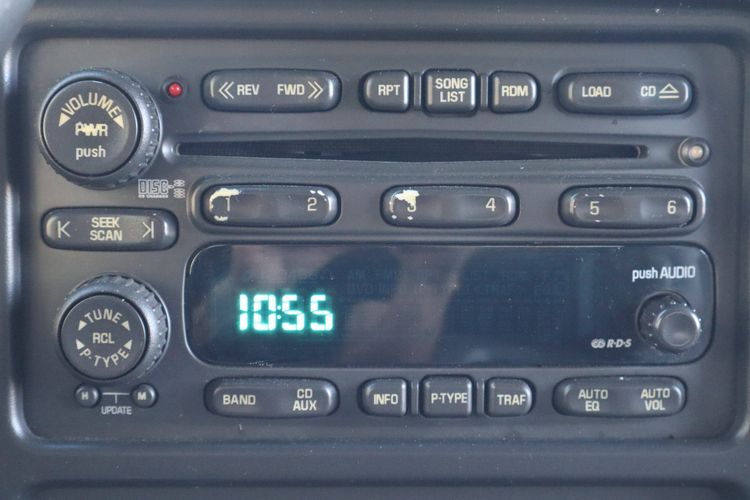 VOLUME
PWR
push
REV FWD
RPT
SONG
LIST
RDM
LOAD CD
DISC
CD CHANGER
1 2
3 4
5 6
SEEK
SCAN
10:55
push AUDIO
R·D·S
TUNE
RCL
P-TYPE
H M
UPDATE
BAND
CD
AUX
INFO
P-TYPE
TRAF
AUTO
EQ
AUTO
VOL